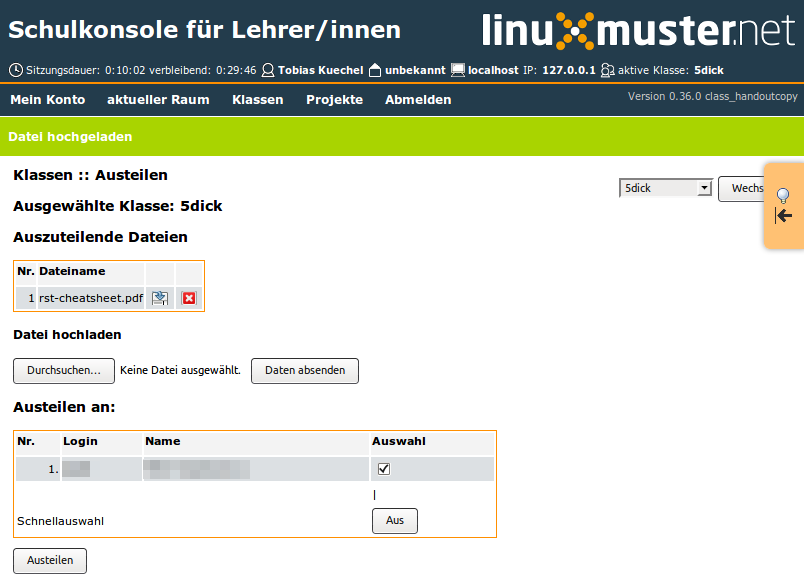 Schulkonsole für Lehrer/innen
linuxmuster.net
Sitzungsdauer: 0:10:02 verbleibend: 0:29:46 Tobias Kuechel unbekannt localhost IP: 127.0.0.1 aktive Klasse: 5dick
Mein Konto aktueller Raum Klassen Projekte Abmelden
Version 0.36.0 class_handoutcopy
Datei hochgeladen
Klassen :: Austeilen
5dick Wechs
Ausgewählte Klasse: 5dick
Auszuteilende Dateien
Nr. Dateiname
1 rst-cheatsheet.pdf
Datei hochladen
Durchsuchen... Keine Datei ausgewählt. Daten absenden
Austeilen an:
Nr. Login Name Auswahl
1.
|
Schnellauswahl Aus
Austeilen